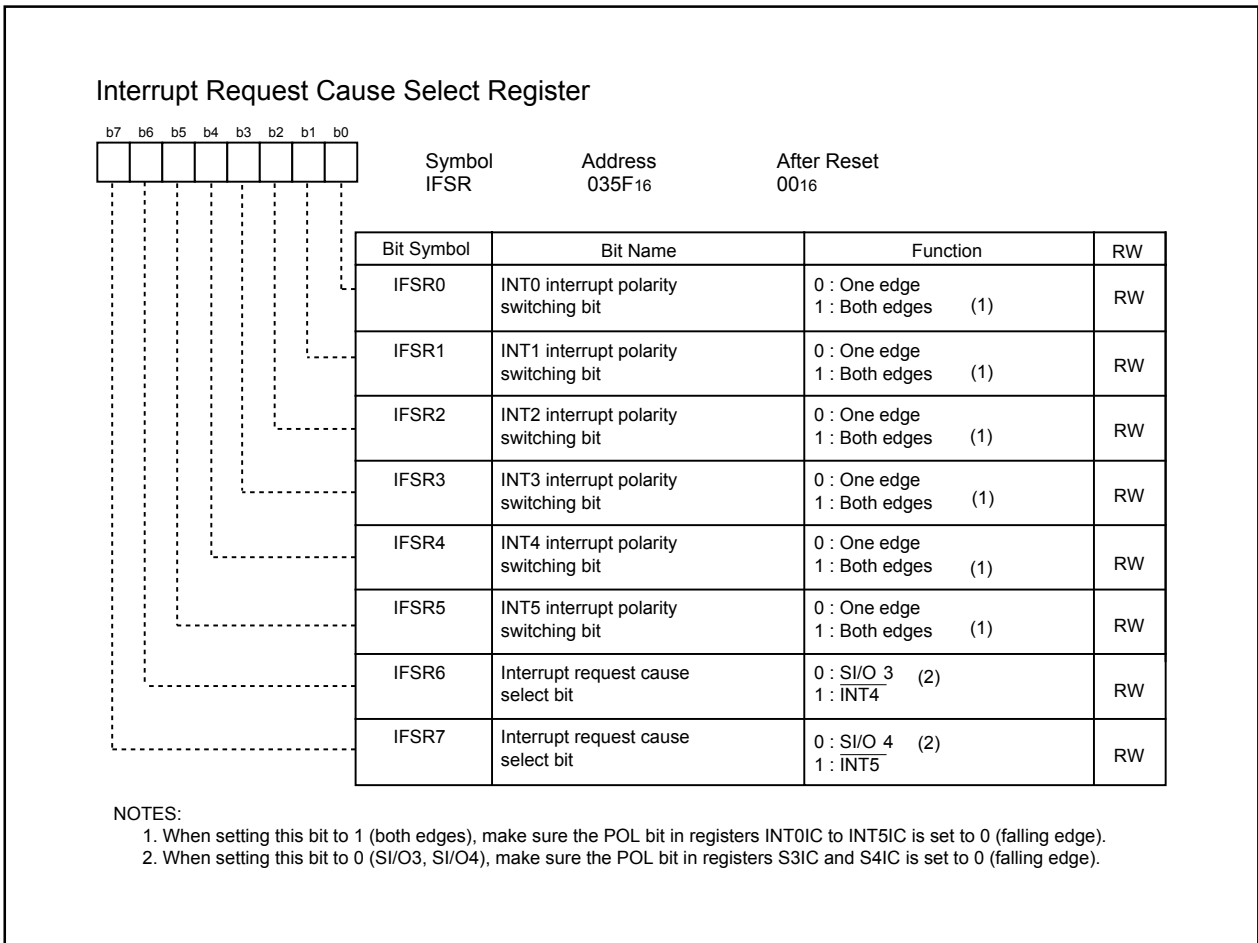 Interrupt Request Cause Select Register
b7 b6 b5 b4 b3 b2 b1 b0
Symbol Address After Reset
IFSR 035F16 0016
Bit Symbol Bit Name Function RW
IFSR0 INT0 interrupt polarity switching bit 0 : One edge 1 : Both edges (1) RW
IFSR1 INT1 interrupt polarity switching bit 0 : One edge 1 : Both edges (1) RW
IFSR2 INT2 interrupt polarity switching bit 0 : One edge 1 : Both edges (1) RW
IFSR3 INT3 interrupt polarity switching bit 0 : One edge 1 : Both edges (1) RW
IFSR4 INT4 interrupt polarity switching bit 0 : One edge 1 : Both edges (1) RW
IFSR5 INT5 interrupt polarity switching bit 0 : One edge 1 : Both edges (1) RW
IFSR6 Interrupt request cause select bit 0 : SI/O 3 (2) 1 : INT4 RW
IFSR7 Interrupt request cause select bit 0 : SI/O 4 (2) 1 : INT5 RW
NOTES:
1. When setting this bit to 1 (both edges), make sure the POL bit in registers INT0IC to INT5IC is set to 0 (falling edge).
2. When setting this bit to 0 (SI/O3, SI/O4), make sure the POL bit in registers S3IC and S4IC is set to 0 (falling edge).